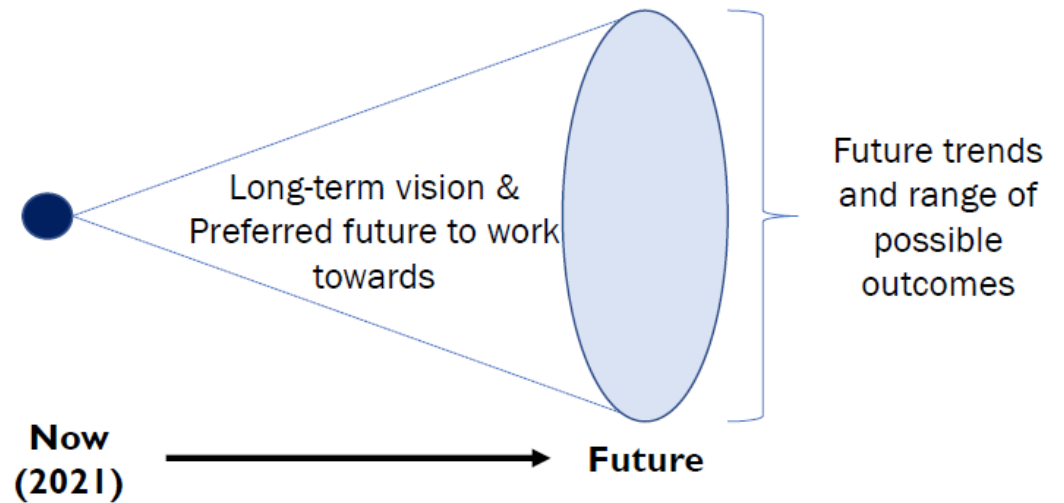 Long-term vision &
Preferred future to work
towards
Future trends
and range of
possible
outcomes
Now
(2021)
Future